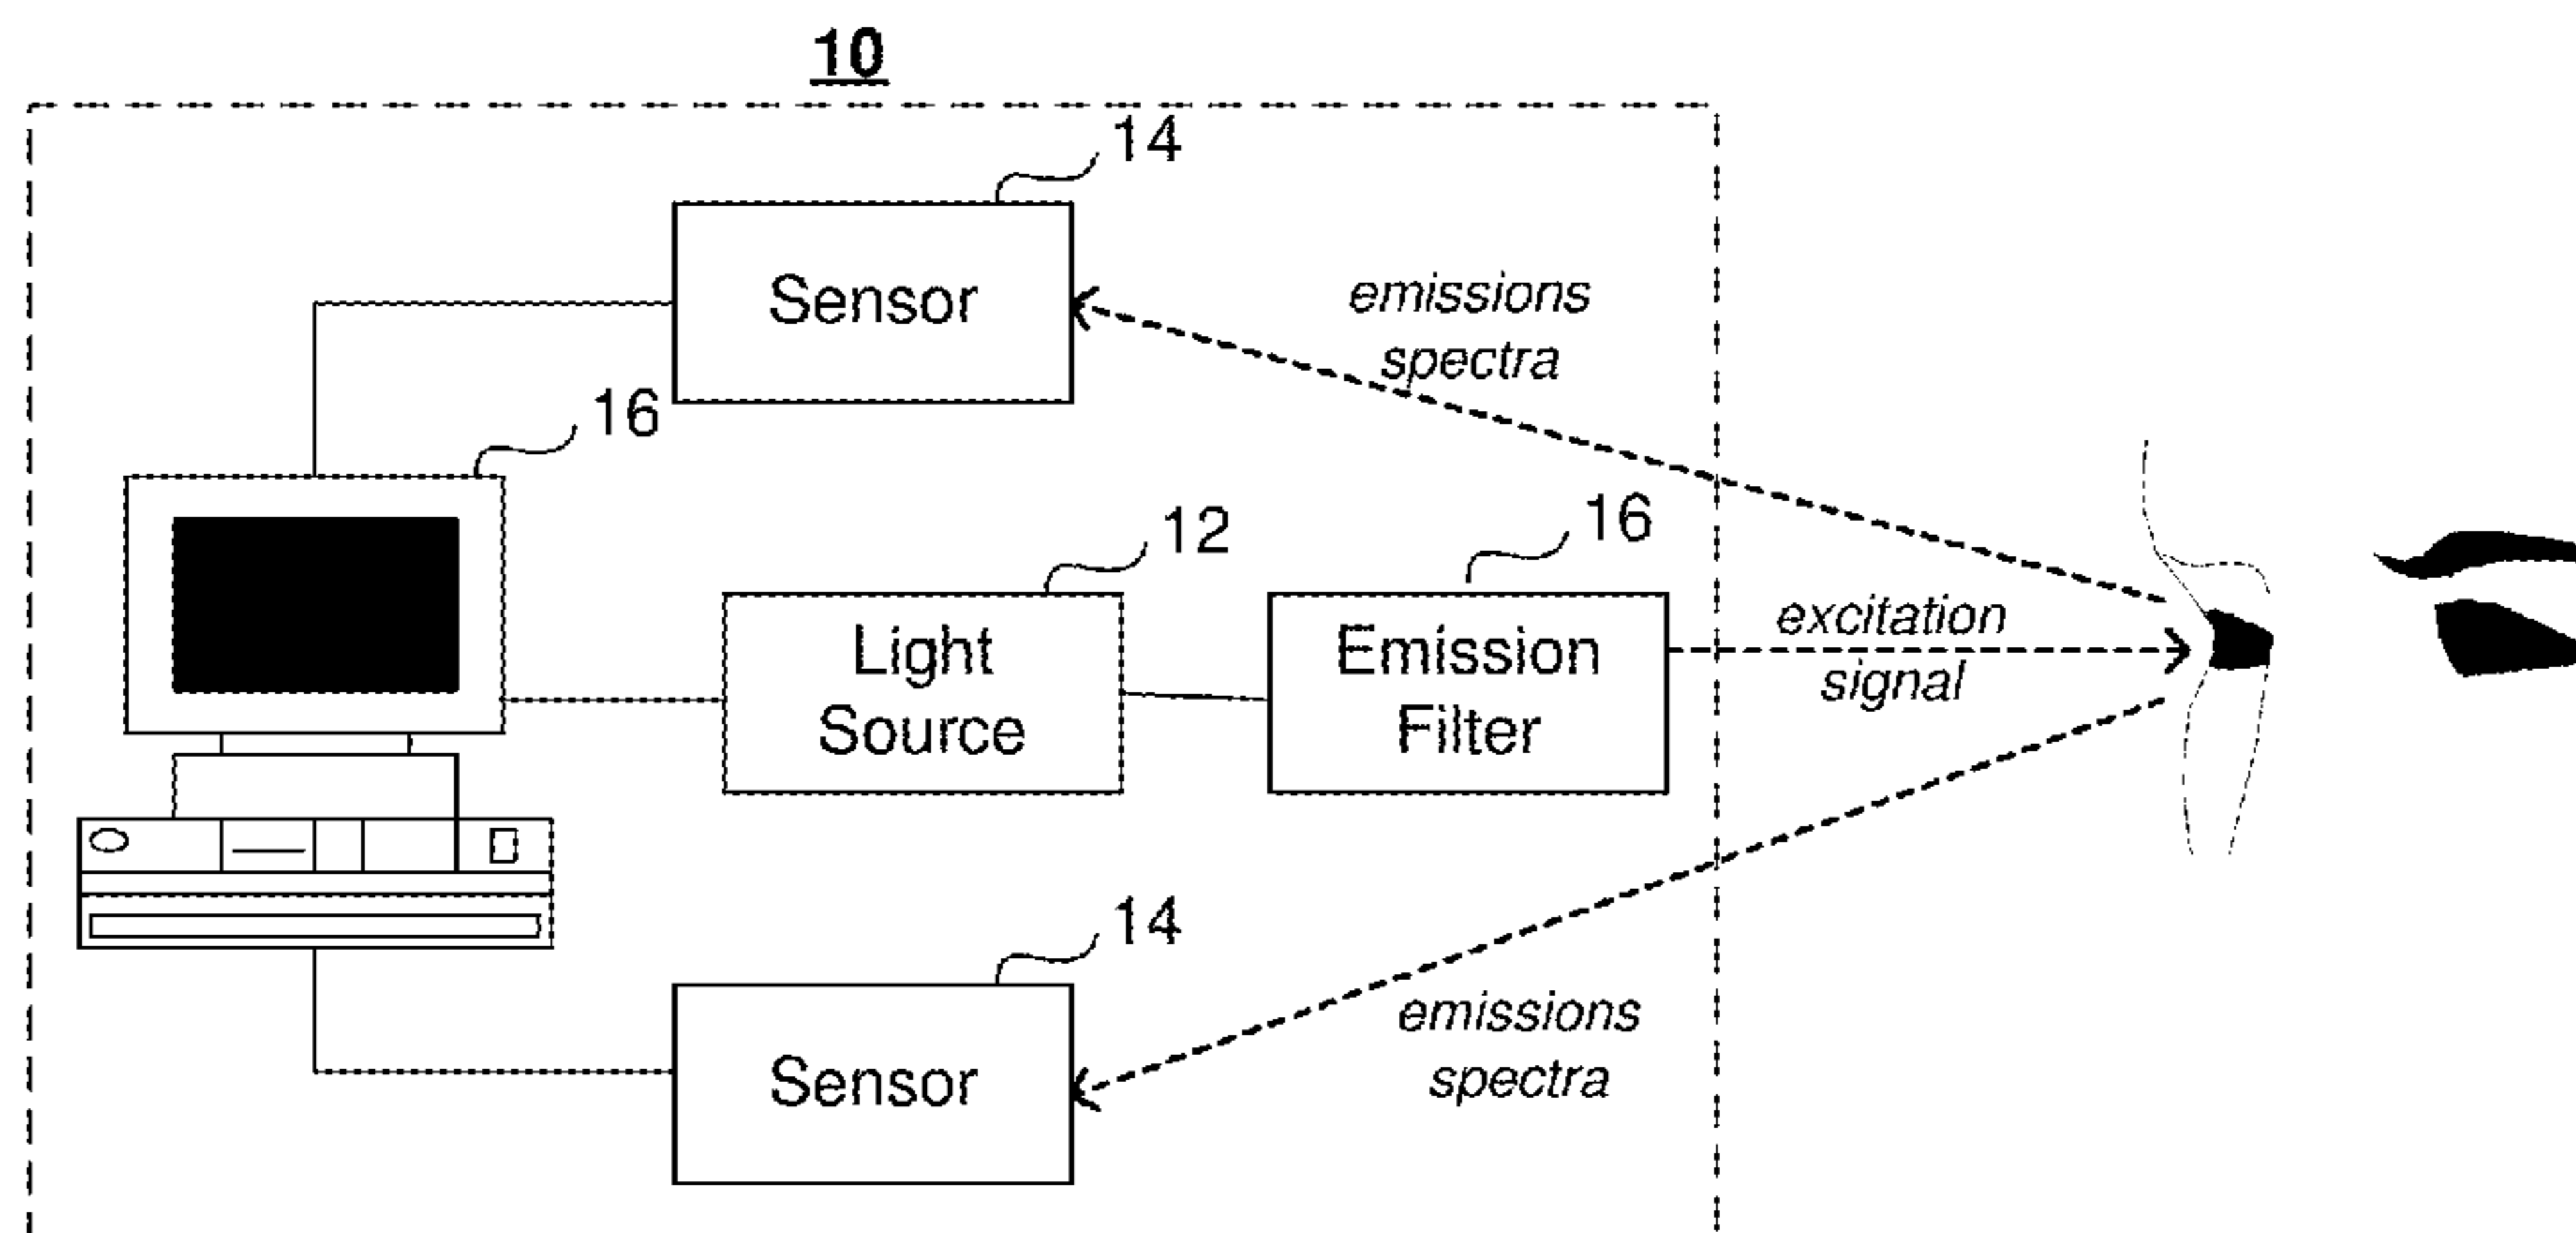 10
14
Sensor
emissions
spectra
16
12
16
Light
Source
Emission
Filter
excitation
signal
14
Sensor
emissions
spectra